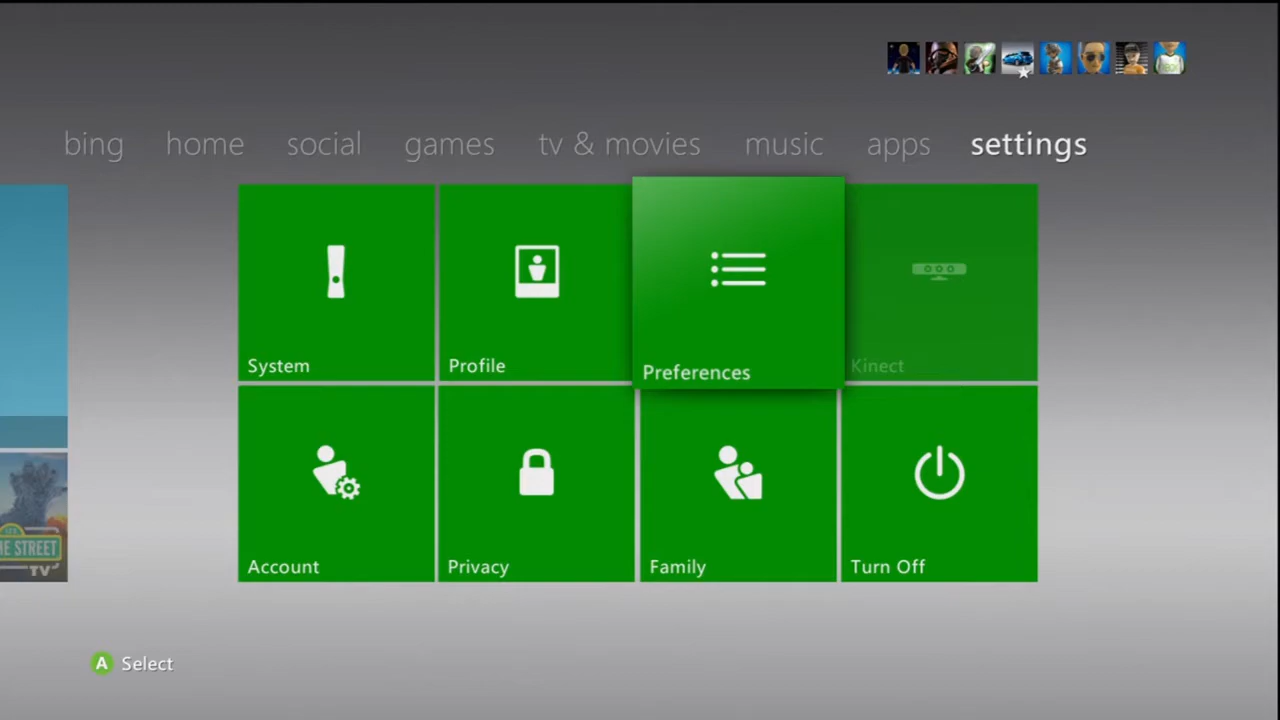 bing home social games tv & movies music apps settings
System Profile Preferences Kinect
Account Privacy Family Turn Off
STREET
TV
A Select